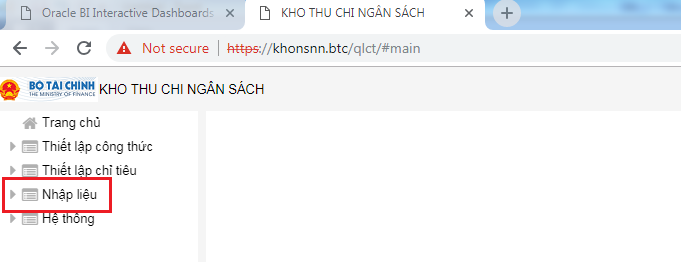 Oracle BI Interactive Dashboards
KHO THU CHI NGÂN SÁCH
Not secure https://khonsnn.btc/qlct/#main
BỘ TÀI CHÍNH
THE MINISTRY OF FINANCE
KHO THU CHI NGÂN SÁCH
Trang chủ
Thiết lập công thức
Thiết lập chỉ tiêu
Nhập liệu
Hệ thống